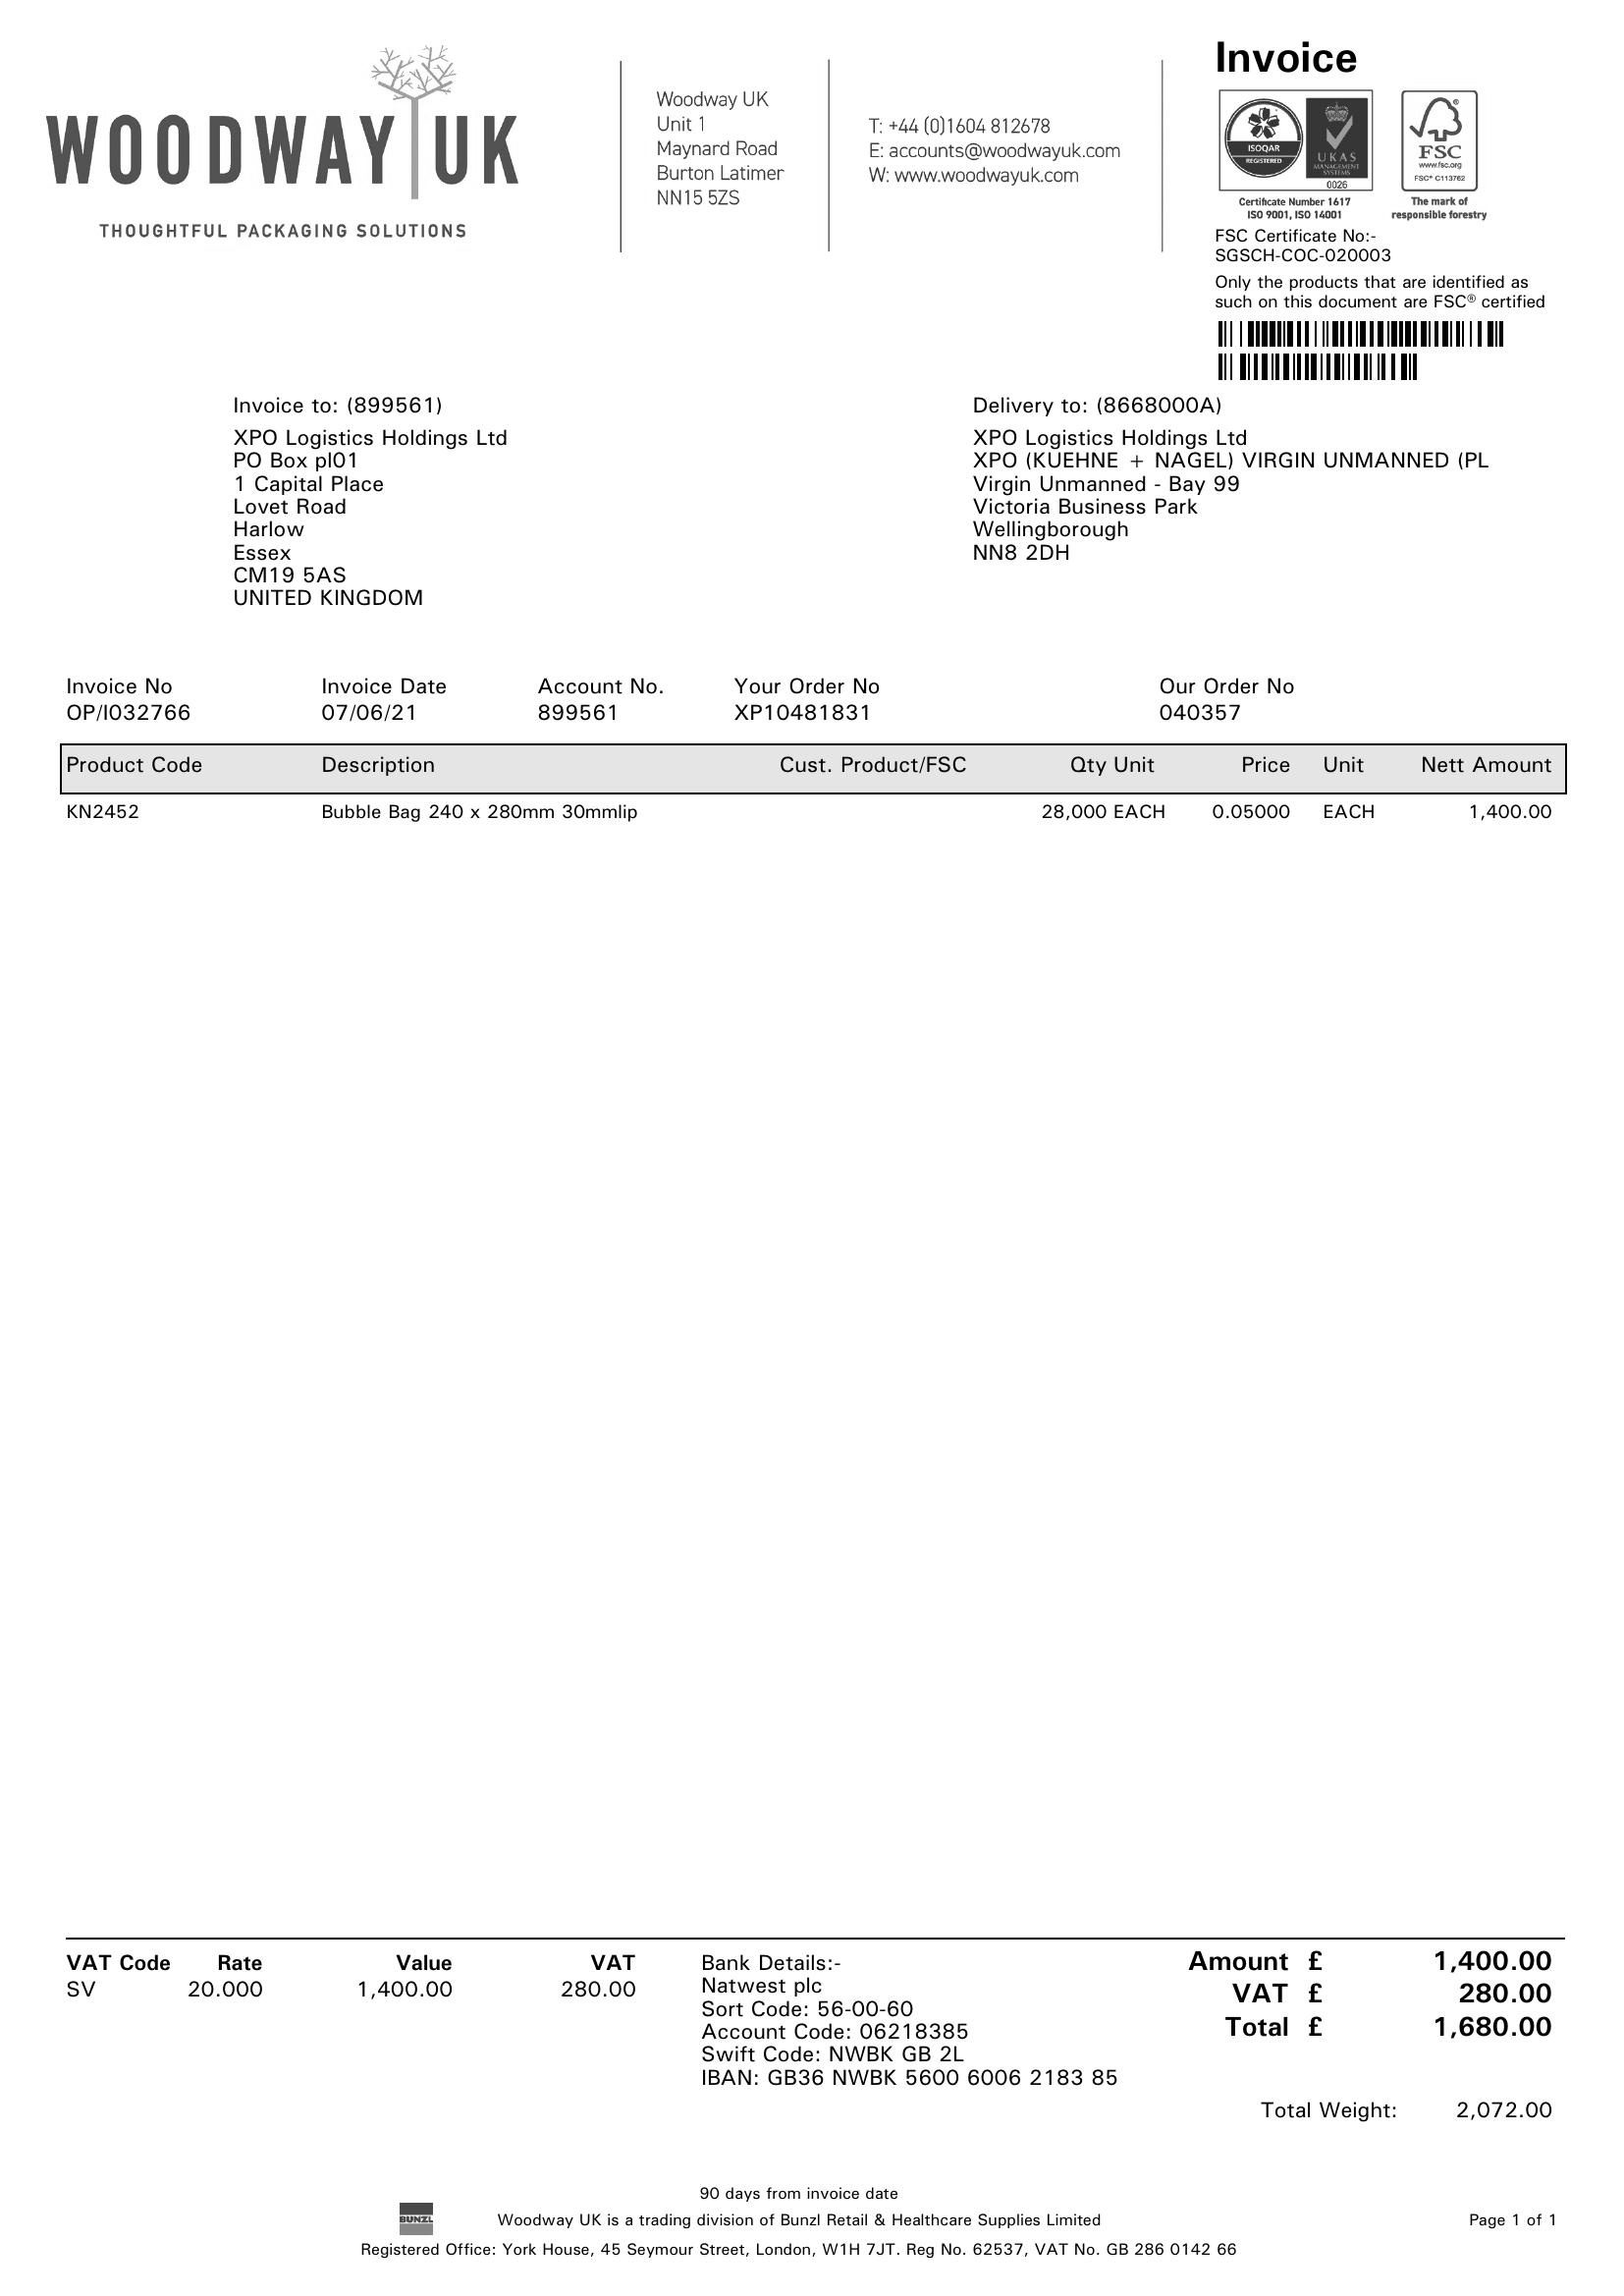 WOODWAY UK
THOUGHTFUL PACKAGING SOLUTIONS
Woodway UK
Unit 1
Maynard Road
Burton Latimer
NN15 5ZS
T: +44 (0)1604 812678
E: accounts@woodwayuk.com
W: www.woodwayuk.com
Invoice
ISOQAR
REGISTERED
UKAS
MANAGEMENT
SYSTEMS
0026
Certificate Number 1617
ISO 9001, ISO 14001
FSC
www.fsc.org
FSC® C113762
The mark of
responsible forestry
FSC Certificate No:-
SGSCH-COC-020003
Only the products that are identified as
such on this document are FSC® certified
Invoice to: (899561)
XPO Logistics Holdings Ltd
PO Box pl01
1 Capital Place
Lovet Road
Harlow
Essex
CM19 5AS
UNITED KINGDOM
Delivery to: (8668000A)
XPO Logistics Holdings Ltd
XPO (KUEHNE + NAGEL) VIRGIN UNMANNED (PL
Virgin Unmanned - Bay 99
Victoria Business Park
Wellingborough
NN8 2DH
Invoice No Invoice Date Account No. Your Order No Our Order No
OP/I032766 07/06/21 899561 XP10481831 040357
Product Code Description Cust. Product/FSC Qty Unit Price Unit Nett Amount
KN2452 Bubble Bag 240 x 280mm 30mmlip 28,000 EACH 0.05000 EACH 1,400.00
VAT Code Rate Value VAT
SV 20.000 1,400.00 280.00
Bank Details:-
Natwest plc
Sort Code: 56-00-60
Account Code: 06218385
Swift Code: NWBK GB 2L
IBAN: GB36 NWBK 5600 6006 2183 85
Amount £ 1,400.00
VAT £ 280.00
Total £ 1,680.00
Total Weight: 2,072.00
90 days from invoice date
BUNZL
Woodway UK is a trading division of Bunzl Retail & Healthcare Supplies Limited
Page 1 of 1
Registered Office: York House, 45 Seymour Street, London, W1H 7JT. Reg No. 62537, VAT No. GB 286 0142 66